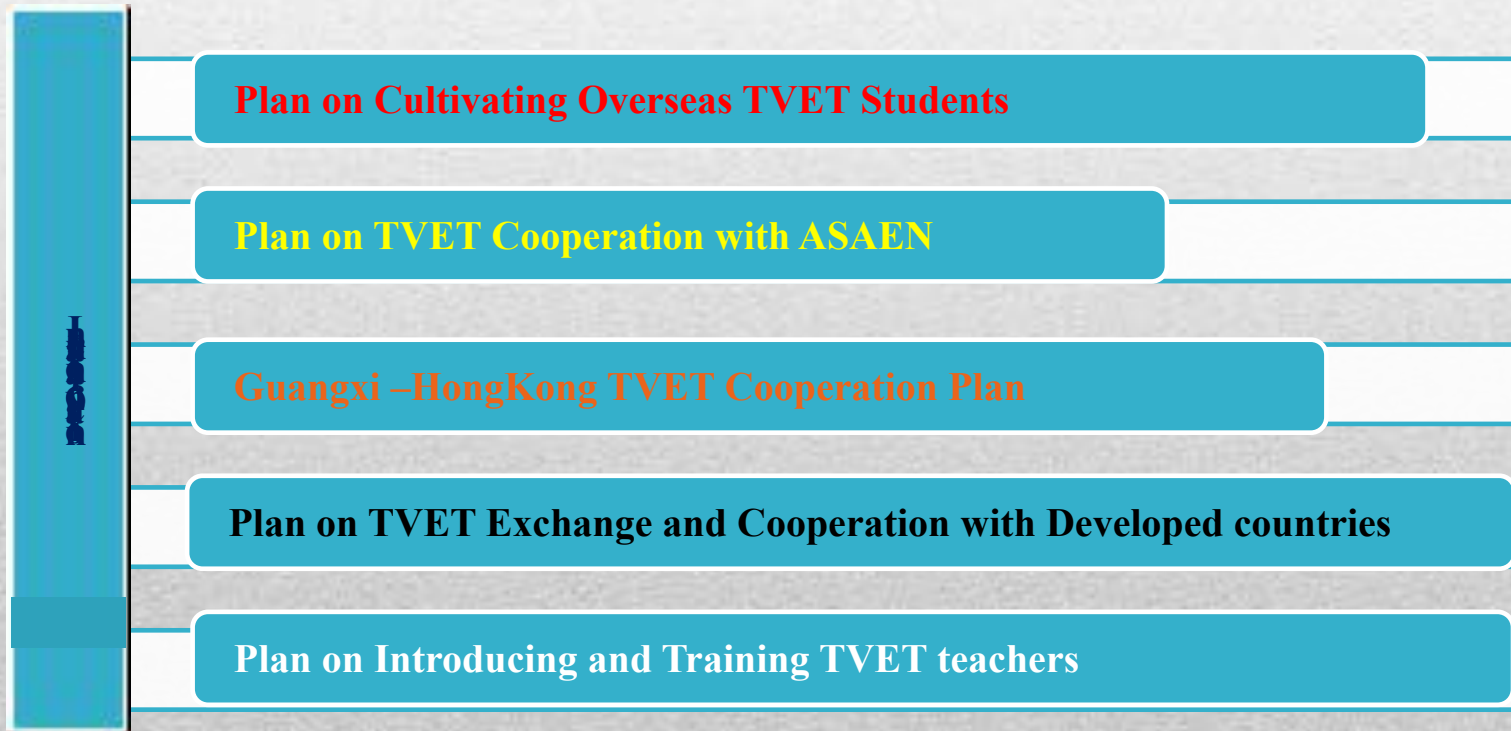 Plan on Cultivating Overseas TVET Students
Plan on TVET Cooperation with ASAEN
Guangxi –HongKong TVET Cooperation Plan
Plan on TVET Exchange and Cooperation with Developed countries
Plan on Introducing and Training TVET teachers